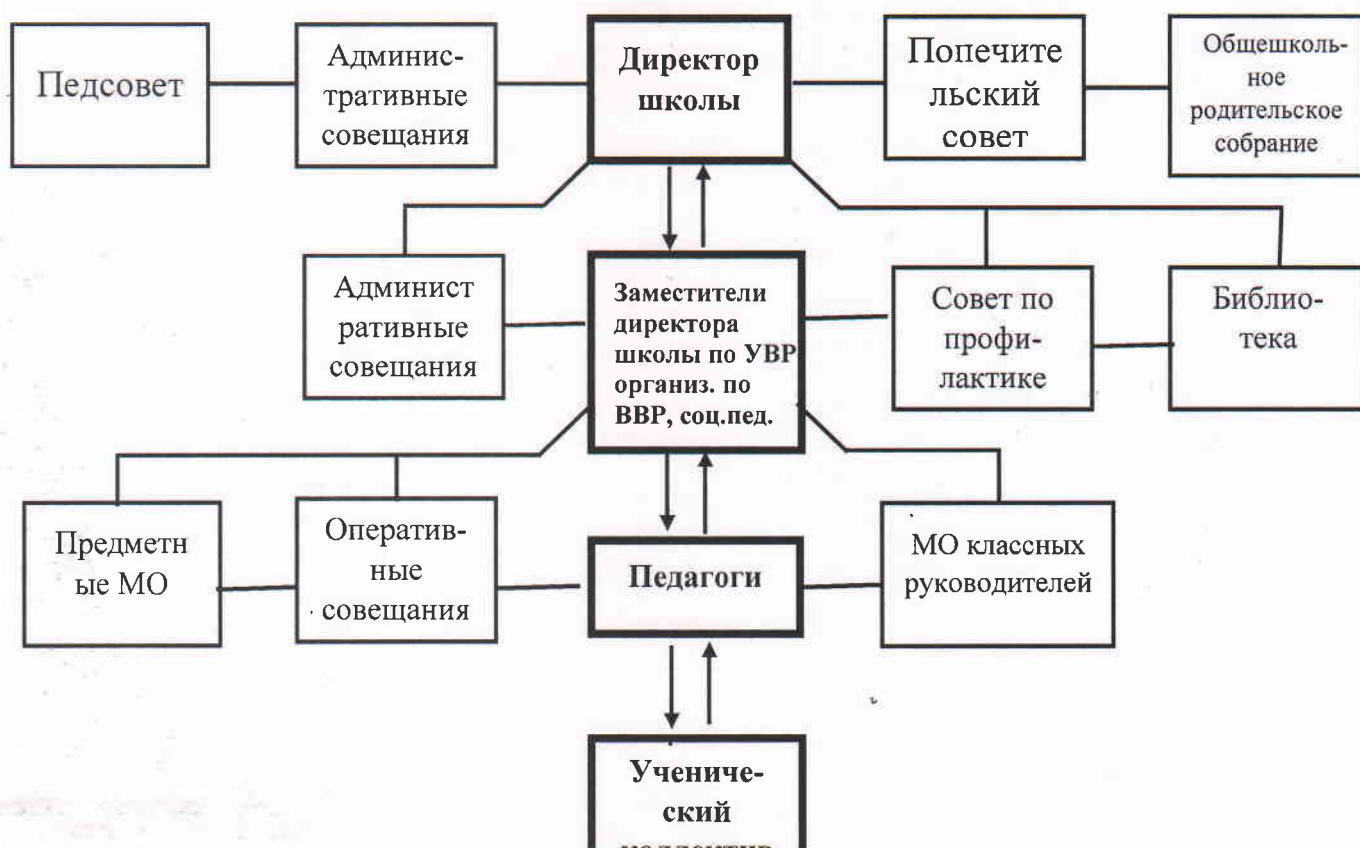 Педсовет
Админис-
тративные
совещания
Директор
школы
Попечите
льский
совет
Общешколь-
ное
родительское
собрание
Админист
ративные
совещания
Заместители
директора
школы по УВР
организ. по
ВВР, соц.пед.
Совет по
профи-
лактике
Библио-
тека
Предметн
ые МО
Оператив-
ные
совещания
Педагоги
МО классных
руководителей
Учениче-
ский
коллектив